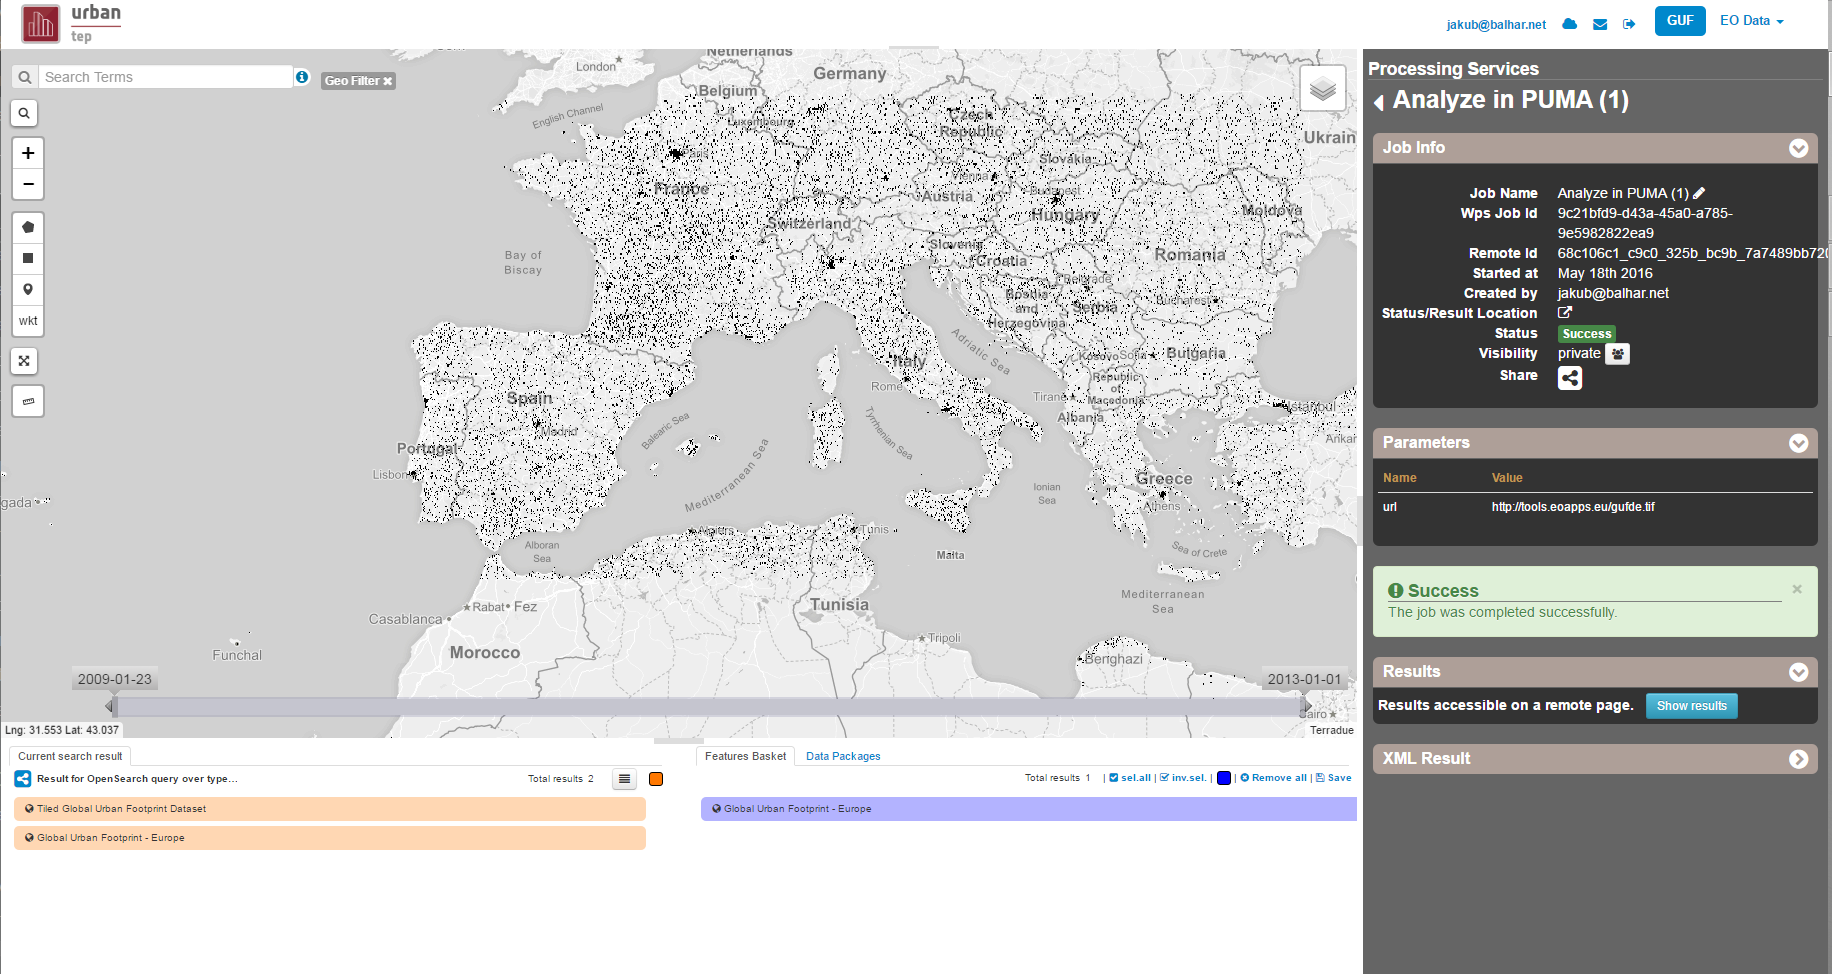 urban
tep
jakub@balhar.net
GUF
EO Data
Search Terms
Geo Filter
+
−
wkt
Netherlands
London
Germany
Belgium
English Channel
Luxembourg
Czech
Republic
Ukrain
Paris
Slovakia
Vienna
France
Austria
Budapest
Hungary
Moldova
Switzerland
Slovenia
Bay of
Biscay
Croatia
Romania
Belgrade
Bosnia
and
Herzegovina
Serbia
Bucharest
Adriatic Sea
Italy
Kosovo
Sofia
Bulgaria
Rome
Republic
of
Macedonia
Spain
Tirane
Albania
Istanbul
Madrid
Balearic Sea
Tyrrhenian Sea
Ankar
Portugal
Lisbon
Mediterranean Sea
Greece
Ionian
Sea
Athens
gada
Algiers
Tunis
Alboran
Sea
Malta
Sea of Crete
Mediterranean
Sea
Rabat
Fez
Tunisia
Casablanca
Tripoli
Funchal
Morocco
Benghazi
2009-01-23
2013-01-01
Cairo
Lng: 31.553 Lat: 43.037
Terradue
Current search result
Result for OpenSearch query over type...
Total results 2
Tiled Global Urban Footprint Dataset
Global Urban Footprint - Europe
Features Basket
Data Packages
Total results 1 | sel.all | inv.sel. | | Remove all | Save
Global Urban Footprint - Europe
Processing Services
Analyze in PUMA (1)
Job Info
Job Name Analyze in PUMA (1)
Wps Job Id 9c21bfd9-d43a-45a0-a785-
9e5982822ea9
Remote Id 68c106c1_c9c0_325b_bc9b_7a7489bb720
Started at May 18th 2016
Created by jakub@balhar.net
Status/Result Location
Status Success
Visibility private
Share
Parameters
Name Value
url http://tools.eoapps.eu/gufde.tif
Success
×
The job was completed successfully.
Results
Results accessible on a remote page. Show results
XML Result